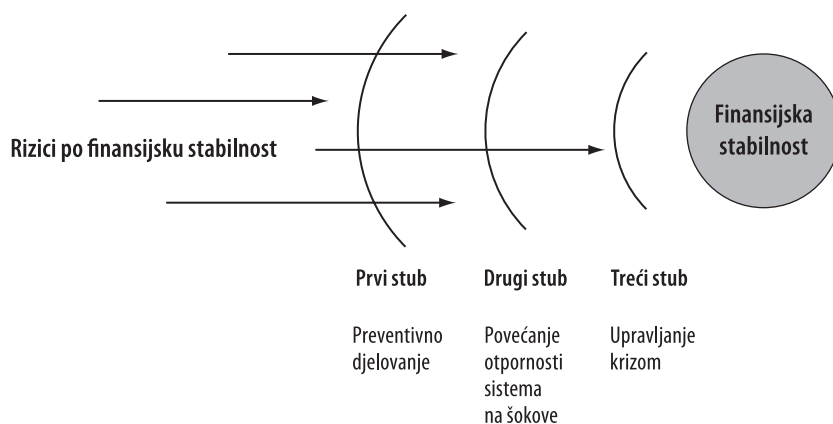 Finansijska
stabilnost
Rizici po finansijsku stabilnost
Prvi stub
Drugi stub
Treći stub
Preventivno
djelovanje
Povećanje
otpornosti
sistema
na šokove
Upravljanje
krizom